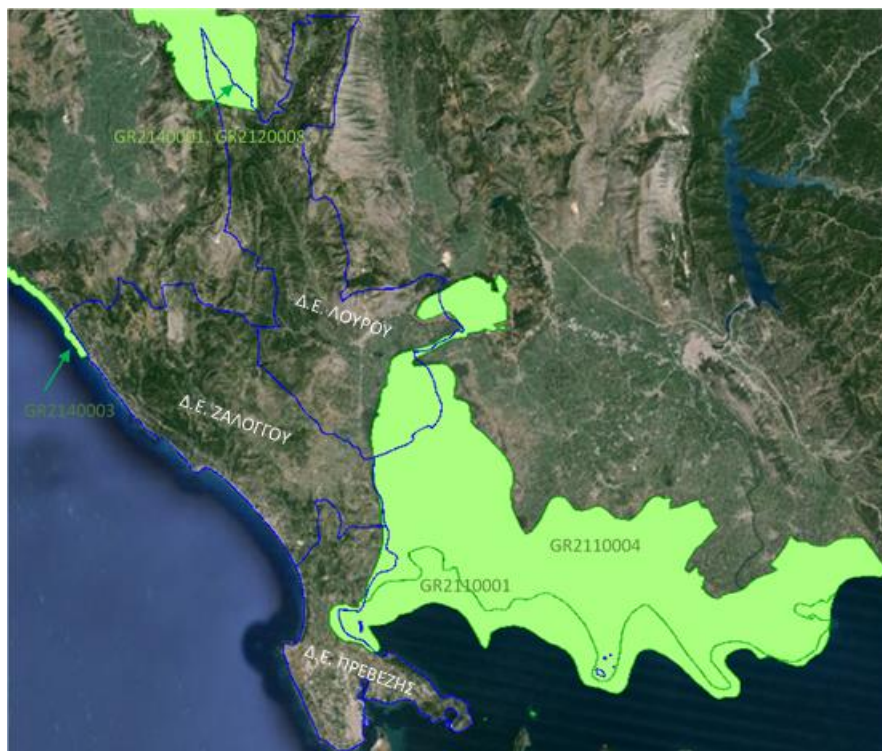 GR2140001, GR2120008
Δ.Ε. ΛΟΥΡΟΥ
GR2140003
Δ.Ε. ΖΑΛΟΓΓΟΥ
GR2110004
GR2110001
Δ.Ε. ΠΡΕΒΕΖΗΣ